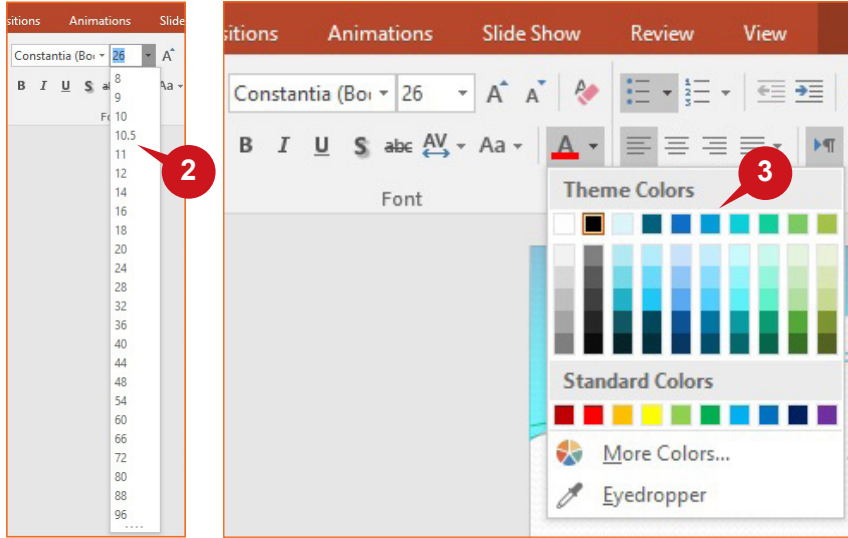 sitions Animations Slide
Constantia (Bo 26 A
B I U S a Aa
F
8
9
10
10.5
11
12
14
16
18
20
24
28
32
36
40
44
48
54
60
66
72
80
88
96
2
sitions Animations Slide Show Review View
Constantia (Bo 26 A A
B I U S abc AV Aa A
Font
Theme Colors
3
Standard Colors
More Colors...
Eyedropper